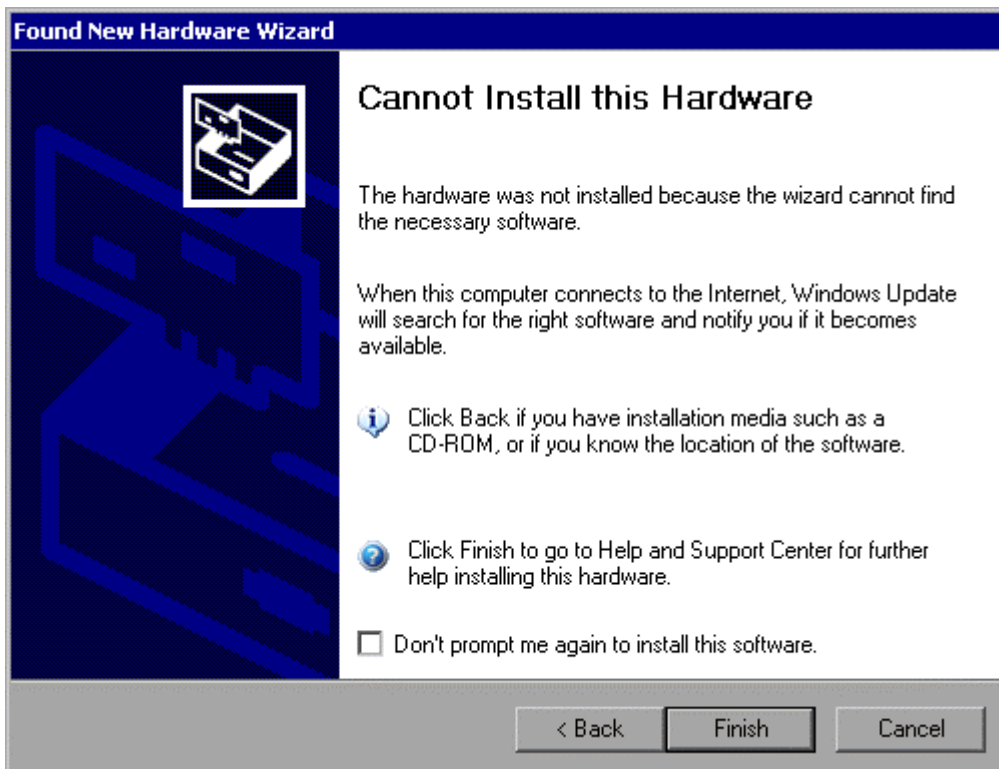 Found New Hardware Wizard
Cannot Install this Hardware
The hardware was not installed because the wizard cannot find
the necessary software.
When this computer connects to the Internet, Windows Update
will search for the right software and notify you if it becomes
available.
Click Back if you have installation media such as a
CD-ROM, or if you know the location of the software.
Click Finish to go to Help and Support Center for further
help installing this hardware.
Don't prompt me again to install this software.
< Back Finish Cancel